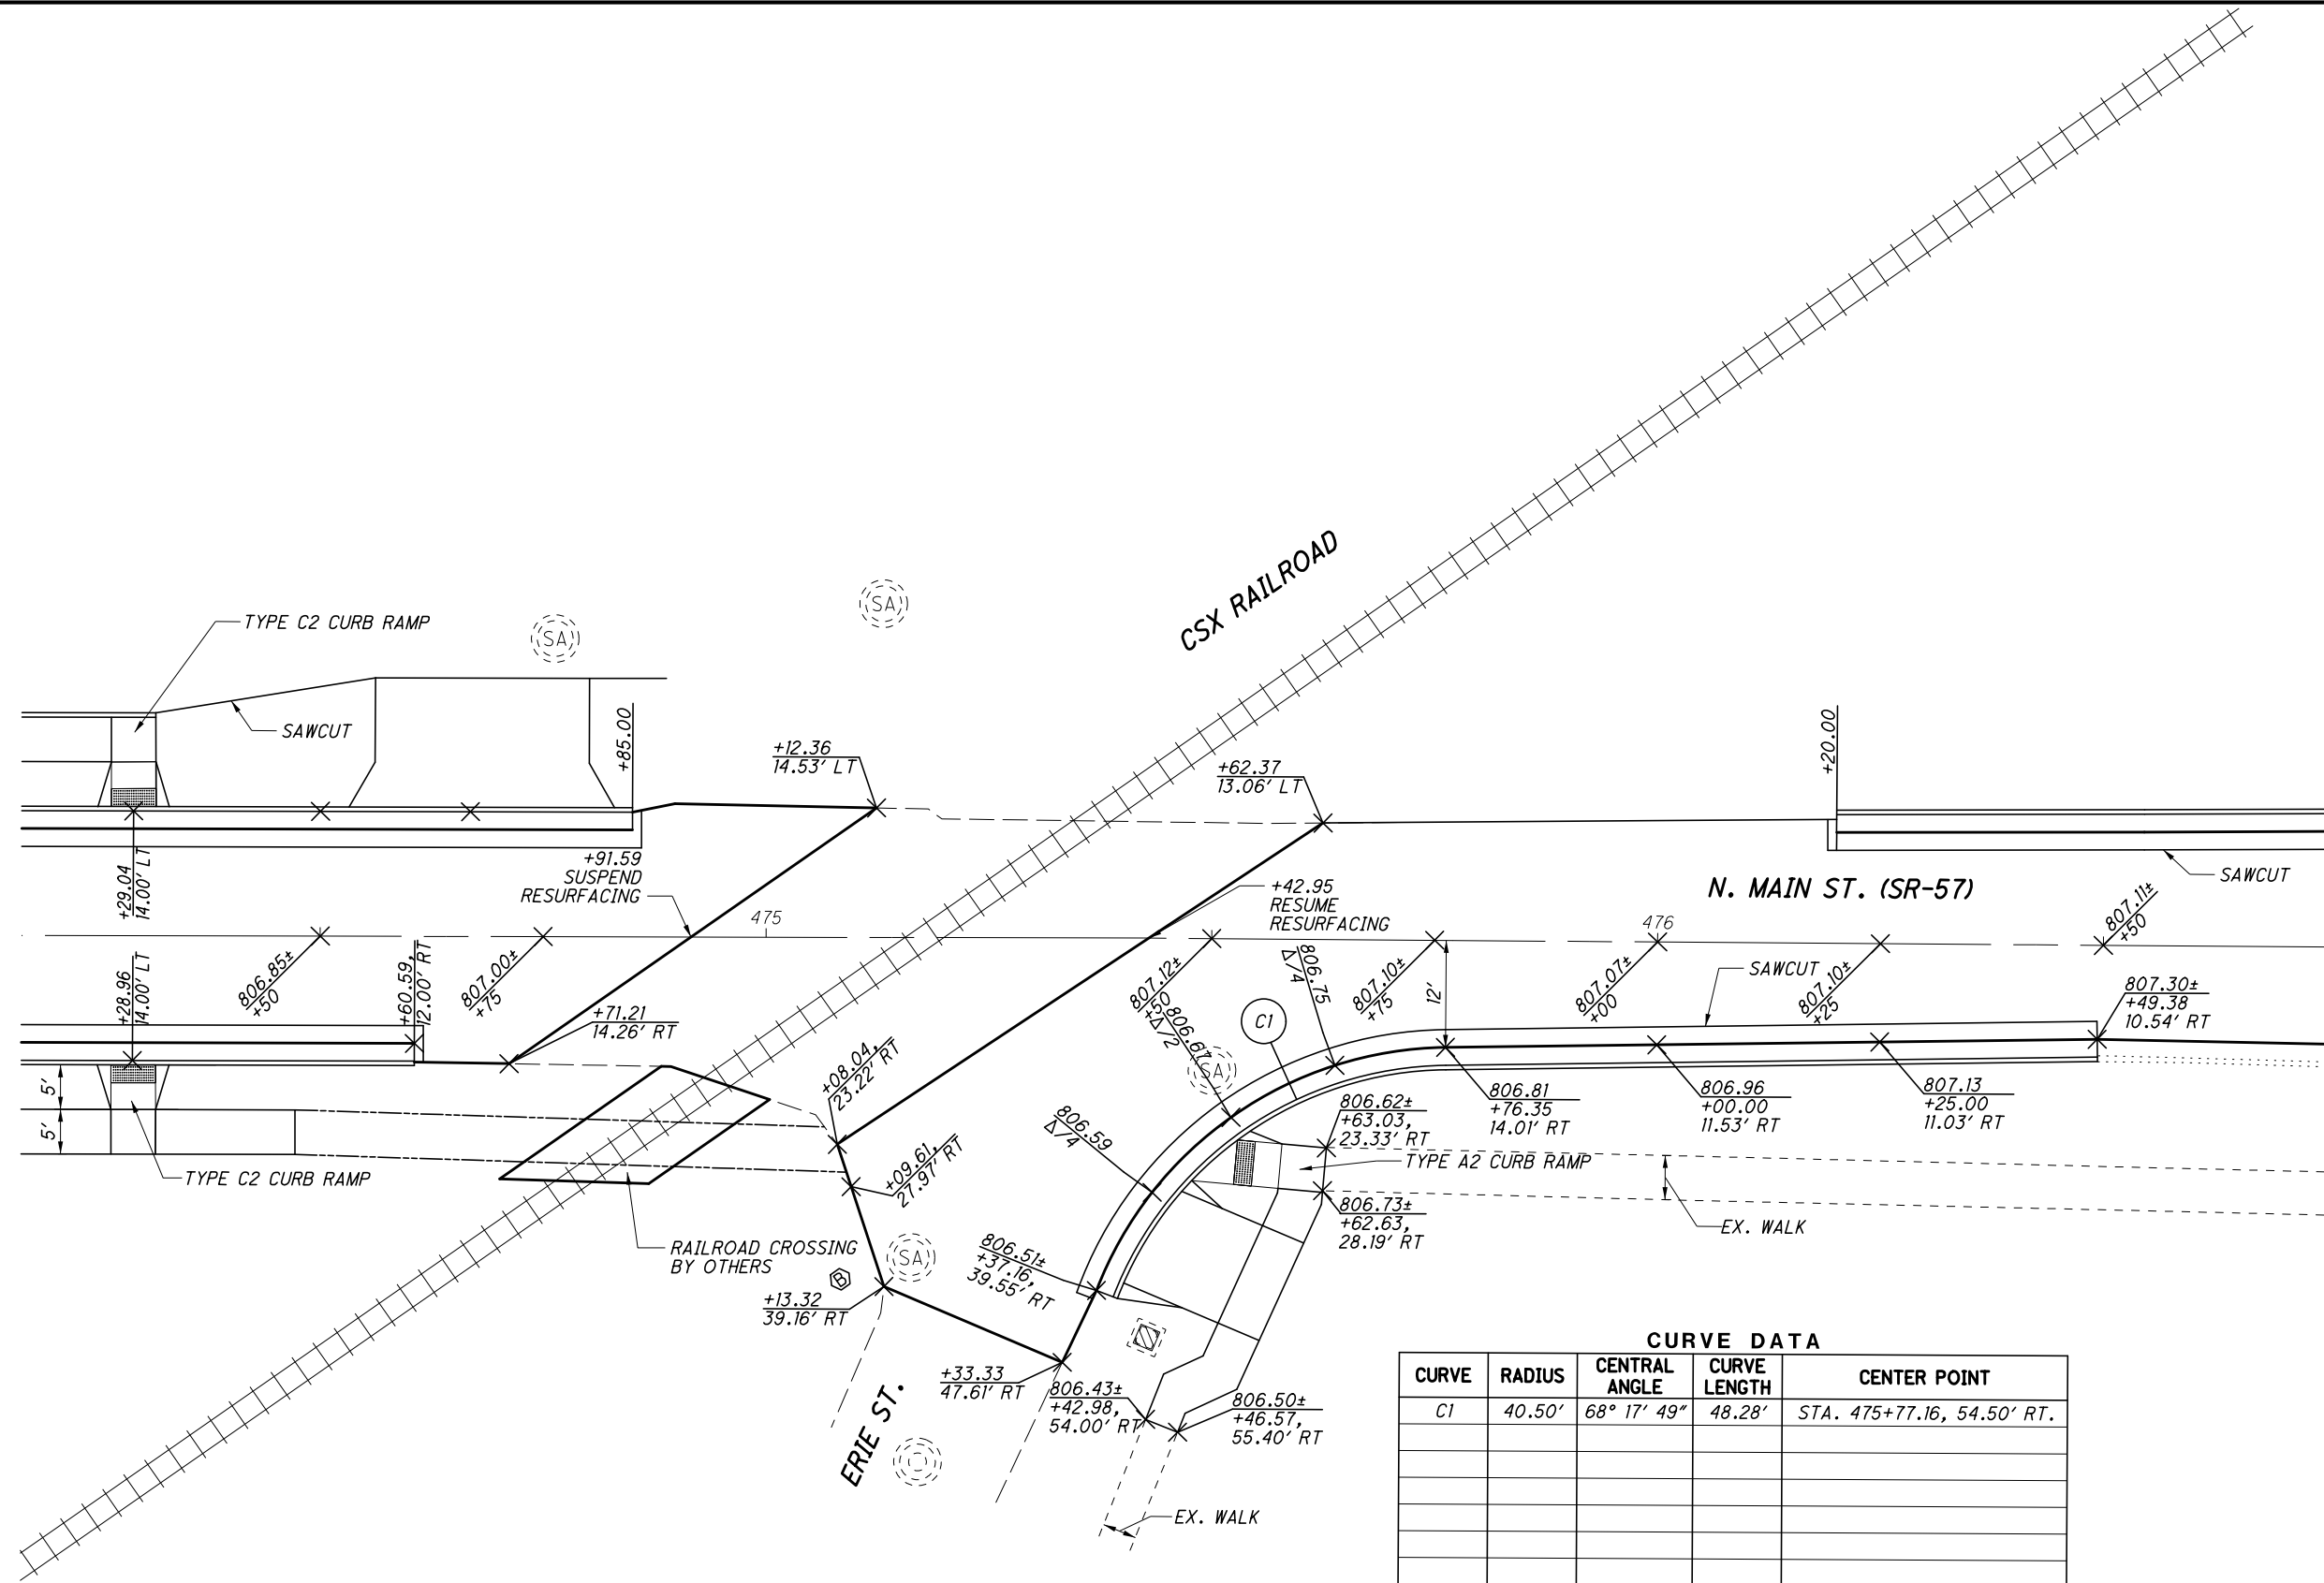 CSX RAILROAD
TYPE C2 CURB RAMP
SA
SA
SAWCUT
+85.00
+12.36
14.53' LT
+62.37
13.06' LT
+20.00
+29.04
14.00' LT
+91.59
SUSPEND
RESURFACING
475
+42.95
RESUME
RESURFACING
N. MAIN ST. (SR-57)
476
SAWCUT
807.11±
+50
+28.96
14.00' LT
806.85±
+50
+60.59,
12.00' RT
807.00±
+75
+71.21
14.26' RT
807.12±
+50
806.67
+Δ/2
806.75
Δ/4
807.10±
+75
12'
807.07±
+00
SAWCUT
807.10±
+25
807.30±
+49.38
10.54' RT
C1
SA
5'
5'
+08.04,
23.22' RT
806.59
Δ/4
806.62±
+63.03,
23.33' RT
806.81
+76.35
14.01' RT
806.96
+00.00
11.53' RT
807.13
+25.00
11.03' RT
TYPE C2 CURB RAMP
+09.61,
27.97' RT
TYPE A2 CURB RAMP
806.73±
+62.63,
28.19' RT
EX. WALK
RAILROAD CROSSING
BY OTHERS
SA
B
806.51±
+37.16,
39.55' RT
+13.32
39.16' RT
+33.33
47.61' RT
806.43±
+42.98,
54.00' RT
806.50±
+46.57,
55.40' RT
ERIE ST.
EX. WALK
CURVE DATA
CURVE RADIUS CENTRAL ANGLE CURVE LENGTH CENTER POINT
C1 40.50' 68° 17' 49" 48.28' STA. 475+77.16, 54.50' RT.